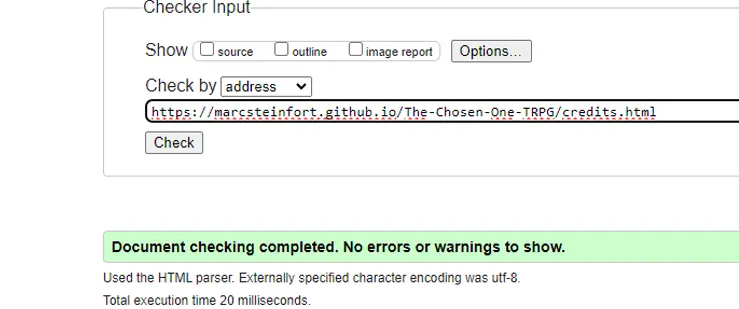 Checker Input
Show source outline image report Options...
Check by address
https://marcsteinfort.github.io/The-Chosen-One-TRPG/credits.html
Check
Document checking completed. No errors or warnings to show.
Used the HTML parser. Externally specified character encoding was utf-8.
Total execution time 20 milliseconds.